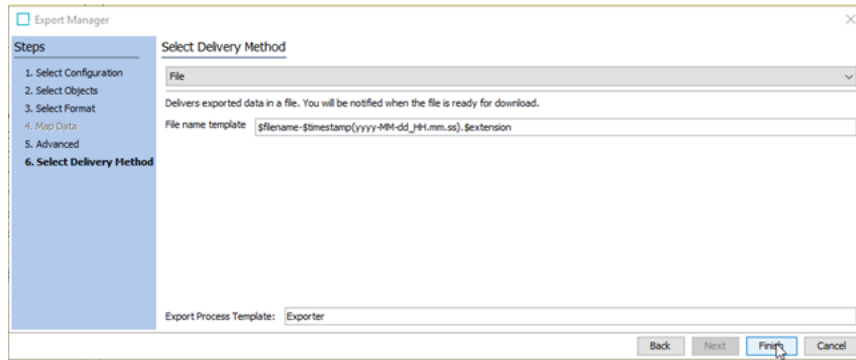 Export Manager
Steps
1. Select Configuration
2. Select Objects
3. Select Format
4. Map Data
5. Advanced
6. Select Delivery Method
Select Delivery Method
File
Delivers exported data in a file. You will be notified when the file is ready for download.
File name template $filename-$timestamp(yyyy-MM-dd_HH.mm.ss).$extension
Export Process Template: Exporter
Back Next Finish Cancel